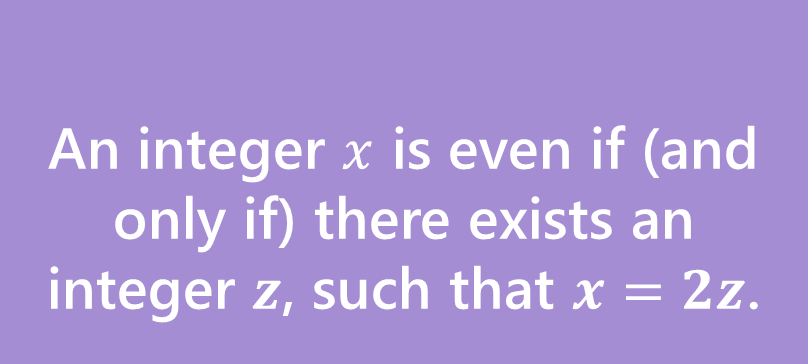 An integer x is even if (and
only if) there exists an
integer z, such that x = 2z.